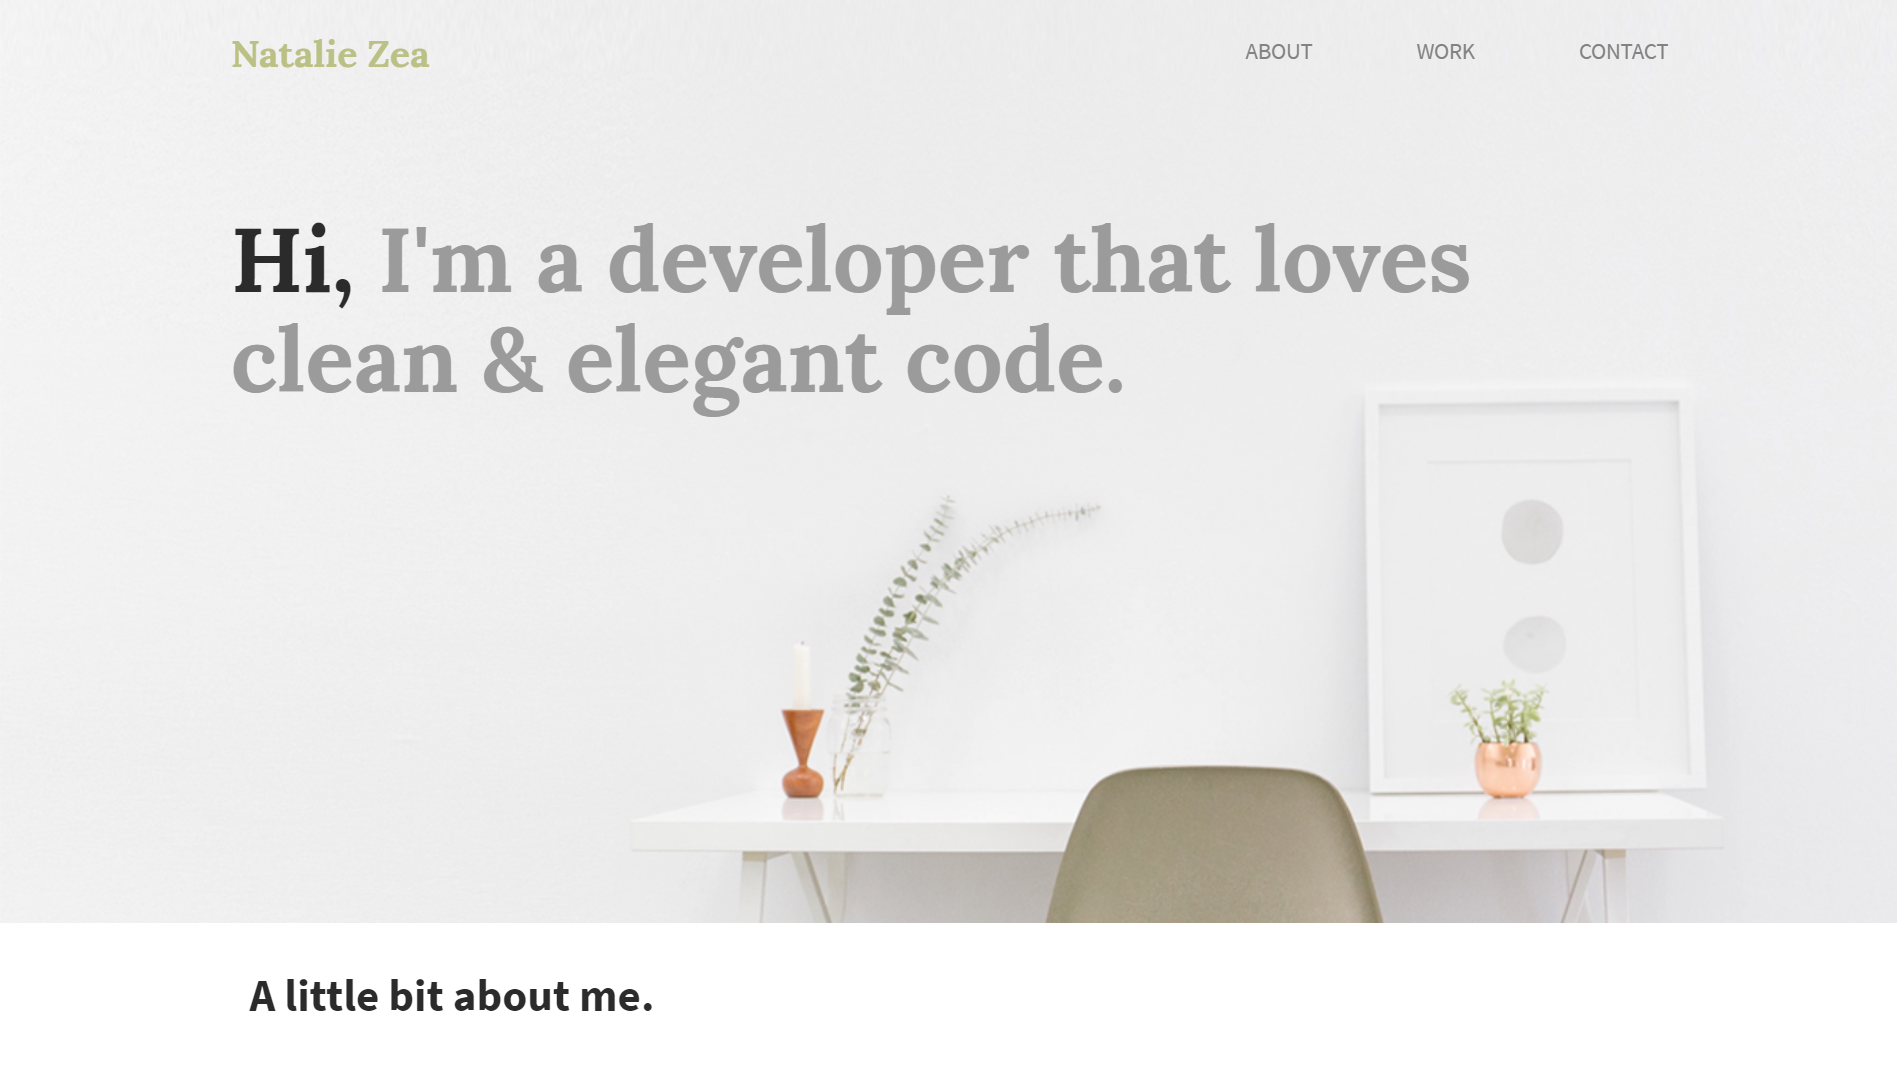 Natalie Zea
ABOUT WORK CONTACT
Hi, I'm a developer that loves
clean & elegant code.
A little bit about me.